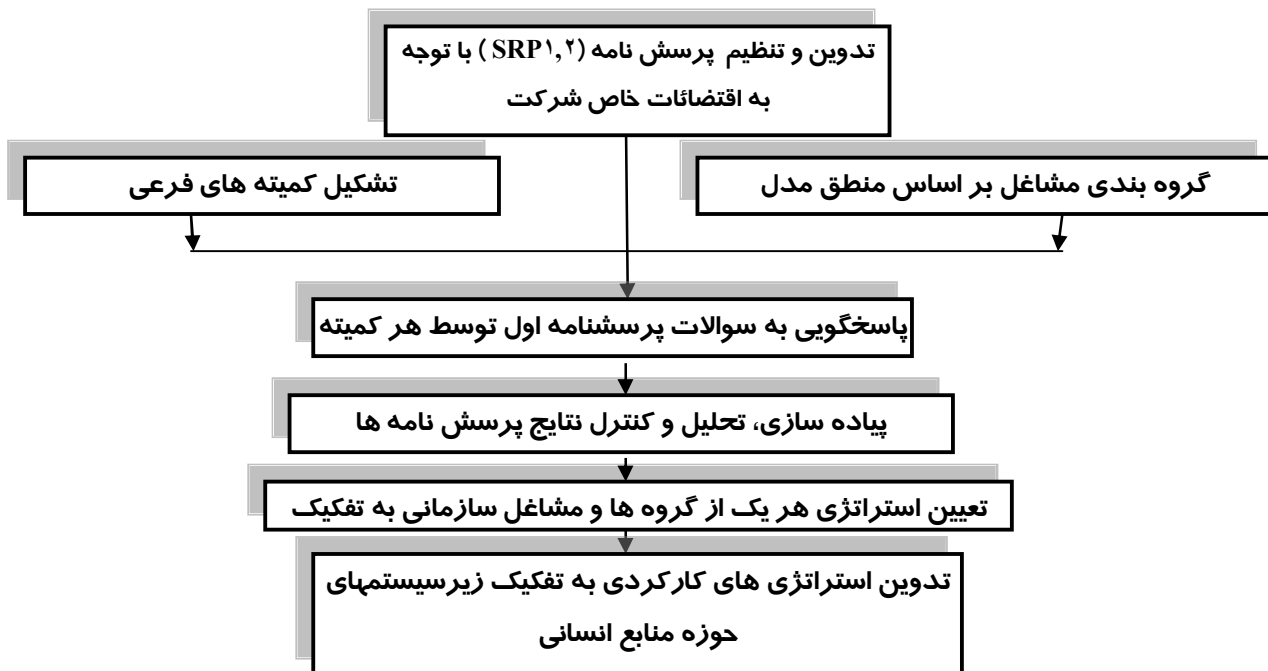 تدوین و تنظیم پرسش نامه (SRP۱,۲) با توجه
به اقتضائات خاص شرکت
گروه بندی مشاغل بر اساس منطق مدل
تشکیل کمیته های فرعی
پاسخگویی به سوالات پرسشنامه اول توسط هر کمیته
پیاده سازی، تحلیل و کنترل نتایج پرسش نامه ها
تعیین استراتژی هر یک از گروه ها و مشاغل سازمانی به تفکیک
تدوین استراتژی های کارکردی به تفکیک زیرسیستمهای
حوزه منابع انسانی